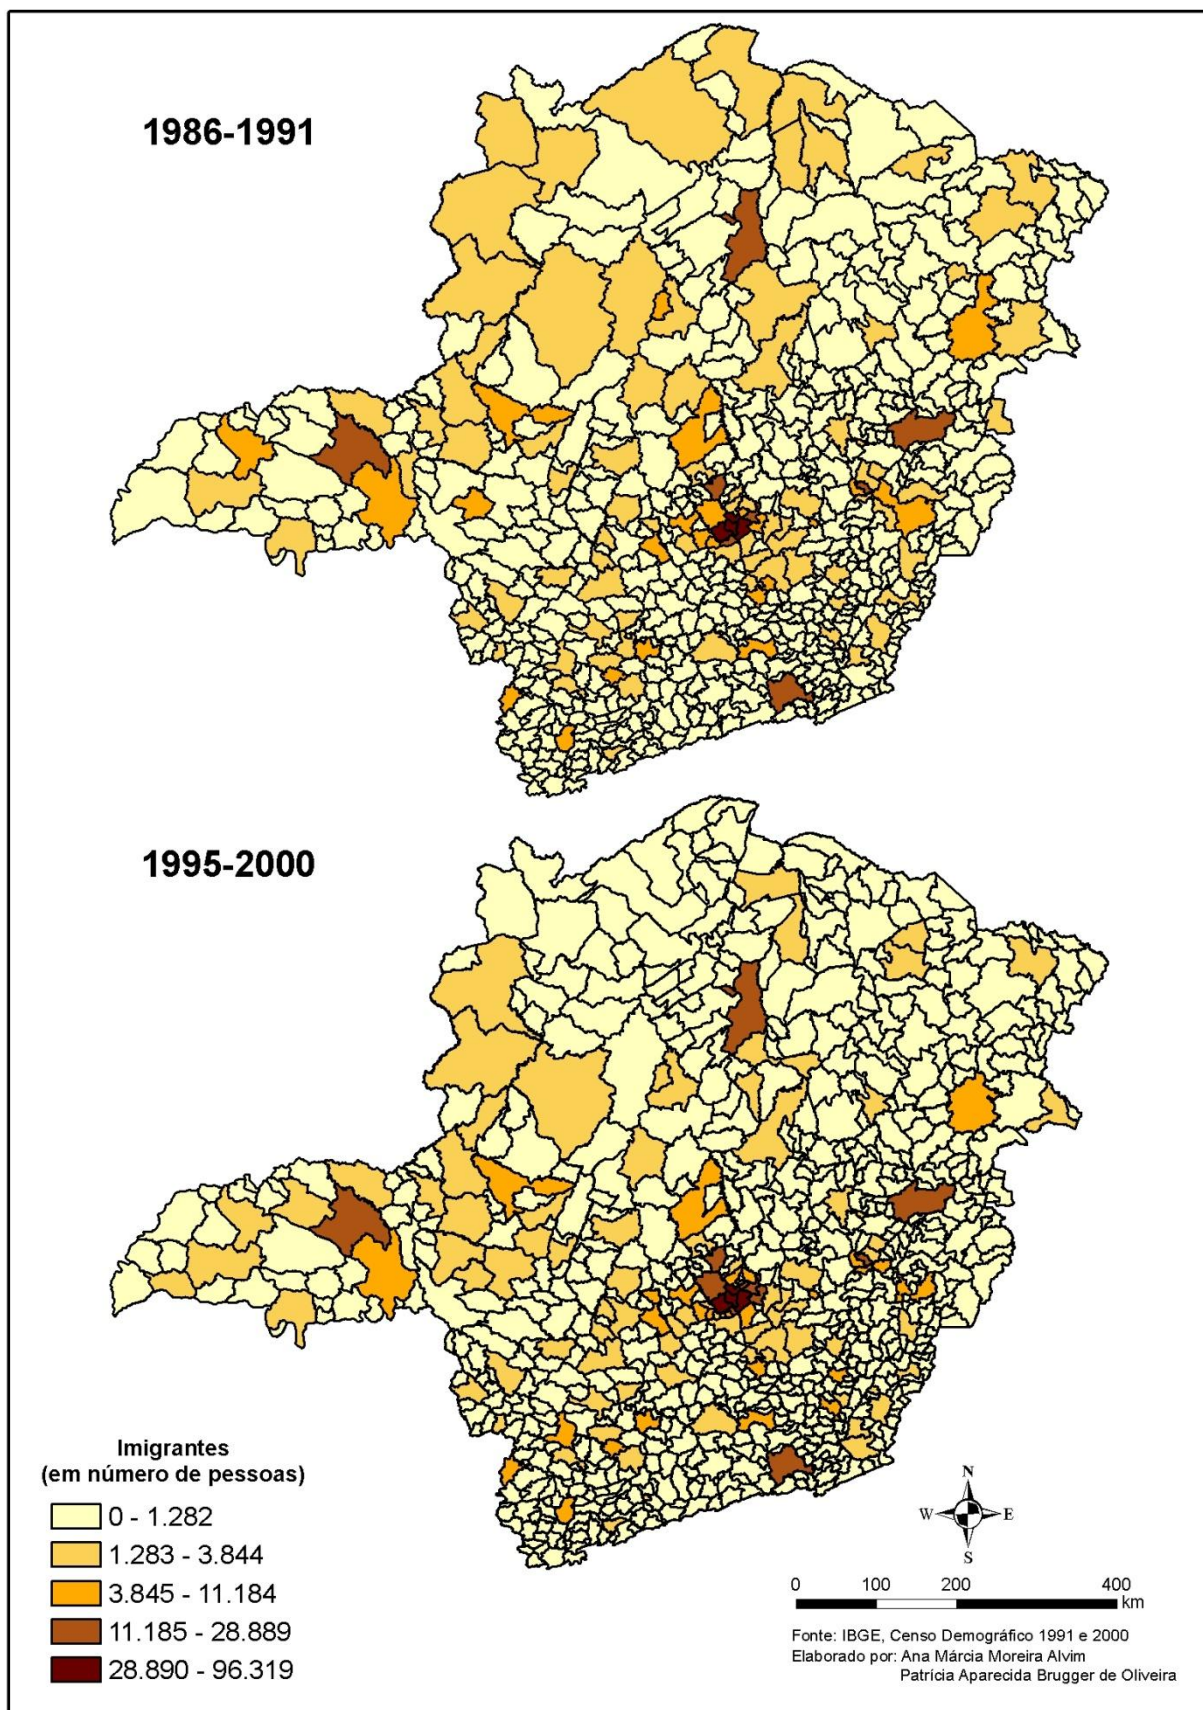 1986-1991
1995-2000
Imigrantes
(em número de pessoas)
0 - 1.282
1.283 - 3.844
3.845 - 11.184
11.185 - 28.889
28.890 - 96.319
N
W E
S
0 100 200 400
km
Fonte: IBGE, Censo Demográfico 1991 e 2000
Elaborado por: Ana Márcia Moreira Alvim
Patrícia Aparecida Brugger de Oliveira